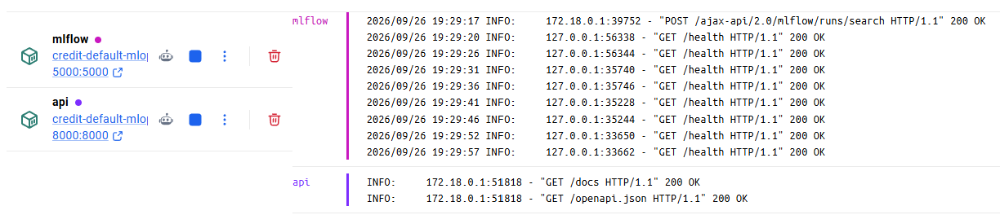 mlflow
credit-default-mlo
5000:5000
api
credit-default-mlo
8000:8000
mlflow
2026/09/26 19:29:17 INFO: 172.18.0.1:39752 - "POST /ajax-api/2.0/mlflow/runs/search HTTP/1.1" 200 OK
2026/09/26 19:29:20 INFO: 127.0.0.1:56338 - "GET /health HTTP/1.1" 200 OK
2026/09/26 19:29:26 INFO: 127.0.0.1:56344 - "GET /health HTTP/1.1" 200 OK
2026/09/26 19:29:31 INFO: 127.0.0.1:35740 - "GET /health HTTP/1.1" 200 OK
2026/09/26 19:29:36 INFO: 127.0.0.1:35746 - "GET /health HTTP/1.1" 200 OK
2026/09/26 19:29:41 INFO: 127.0.0.1:35228 - "GET /health HTTP/1.1" 200 OK
2026/09/26 19:29:46 INFO: 127.0.0.1:35244 - "GET /health HTTP/1.1" 200 OK
2026/09/26 19:29:52 INFO: 127.0.0.1:33650 - "GET /health HTTP/1.1" 200 OK
2026/09/26 19:29:57 INFO: 127.0.0.1:33662 - "GET /health HTTP/1.1" 200 OK
api
INFO: 172.18.0.1:51818 - "GET /docs HTTP/1.1" 200 OK
INFO: 172.18.0.1:51818 - "GET /openapi.json HTTP/1.1" 200 OK